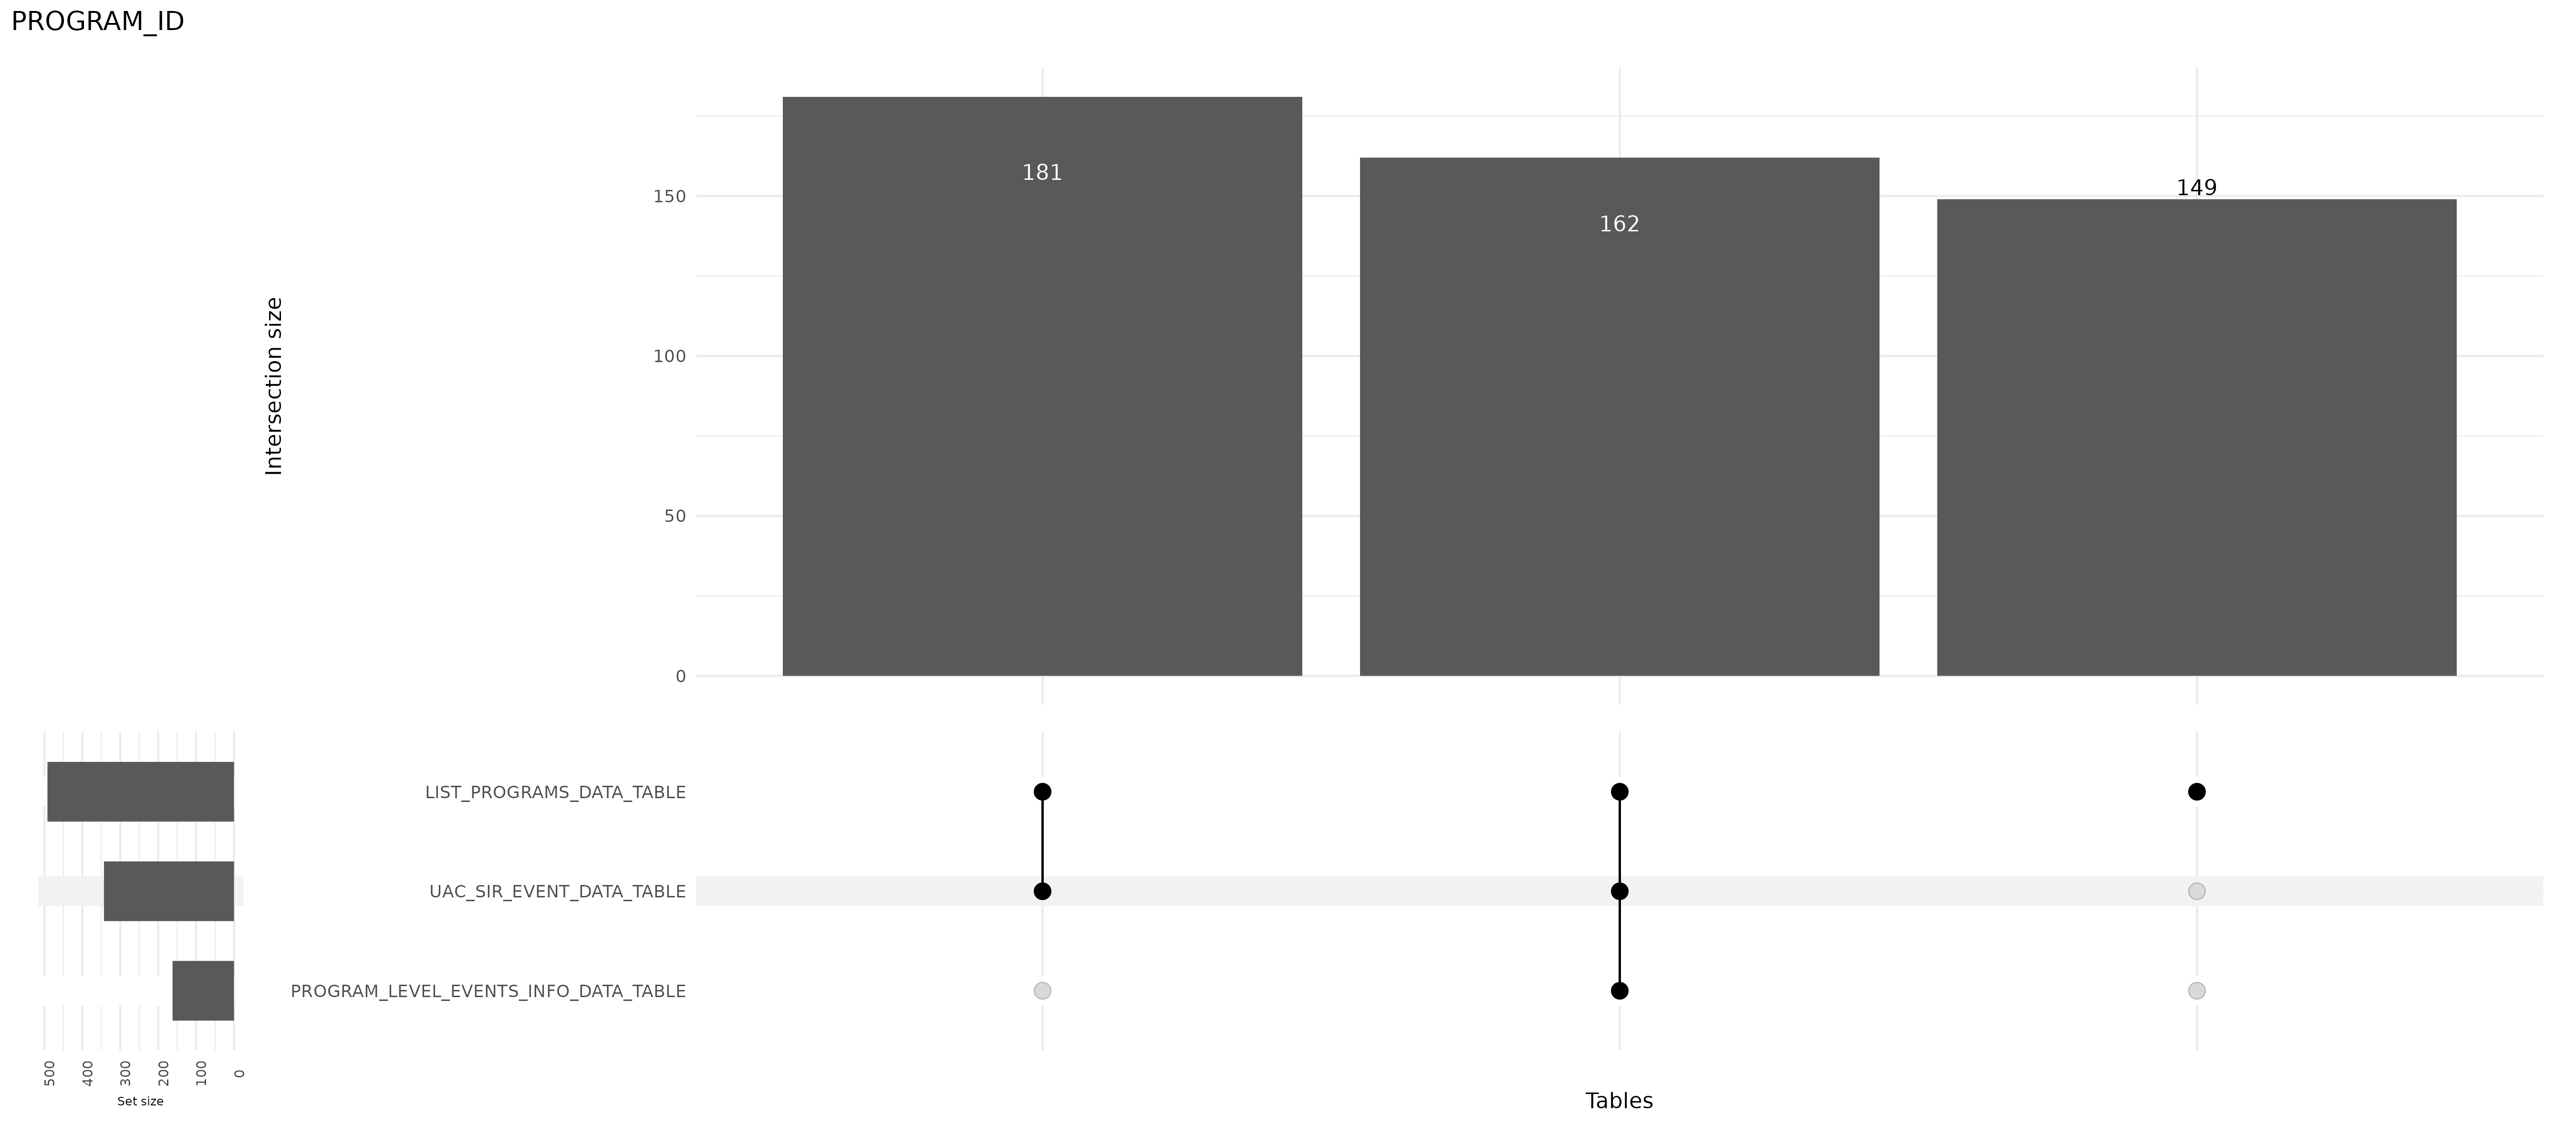 PROGRAM_ID
Intersection size
150
100
50
0
181
162
149
LIST_PROGRAMS_DATA_TABLE
UAC_SIR_EVENT_DATA_TABLE
PROGRAM_LEVEL_EVENTS_INFO_DATA_TABLE
500
400
300
200
100
0
Set size
Tables